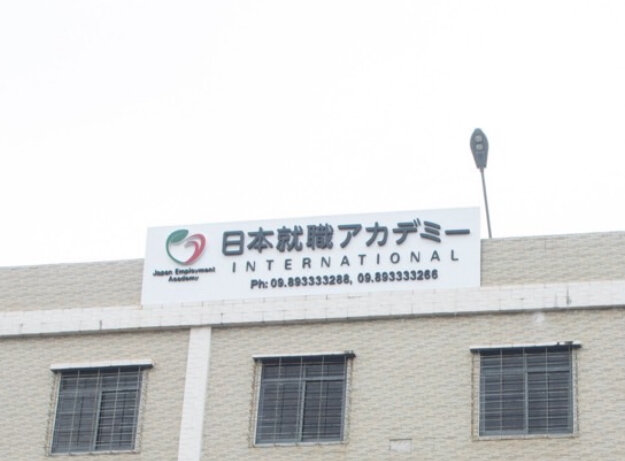 日本就職アカデミー
INTERNATIONAL
Ph: 09.893333288, 09.893333266
Japan Employment
Academy